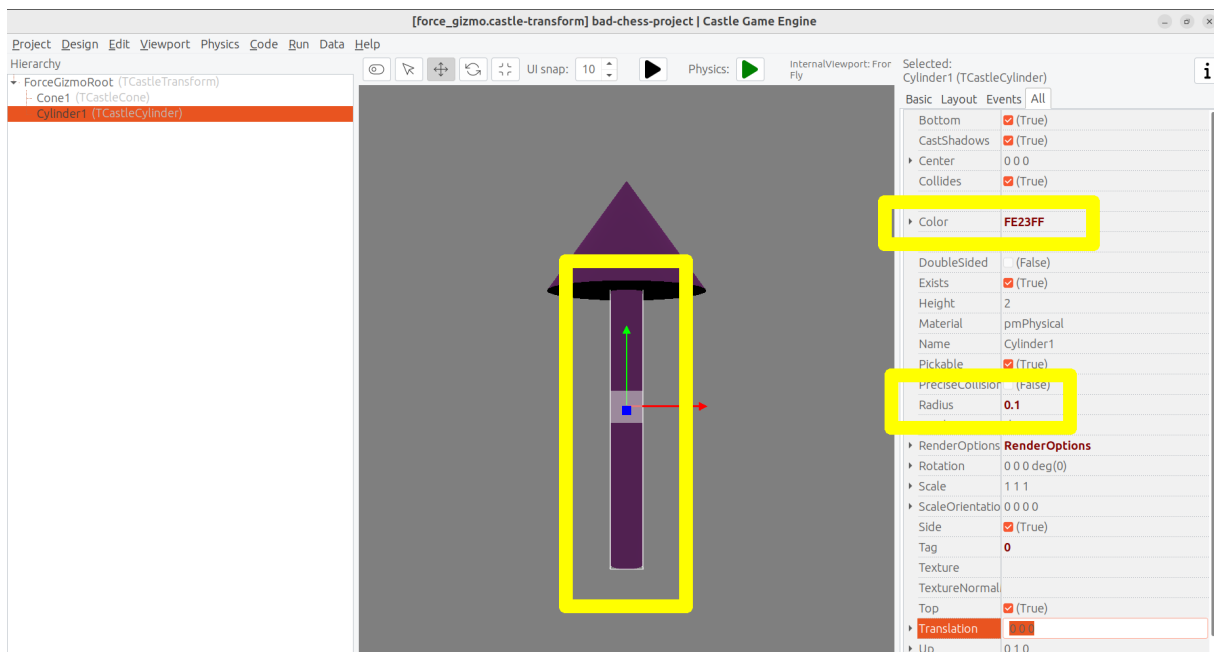 [force_gizmo.castle-transform] bad-chess-project | Castle Game Engine
Project Design Edit Viewport Physics Code Run Data Help
Hierarchy
ForceGizmoRoot (TCastleTransform)
Cone1 (TCastleCone)
Cylinder1 (TCastleCylinder)
UI snap: 10
Physics:
InternalViewport: Fror
Fly
Selected:
Cylinder1 (TCastleCylinder)
i
Basic Layout Events All
Bottom (True)
CastShadows (True)
Center 0 0 0
Collides (True)
Color FE23FF
DoubleSided (False)
Exists (True)
Height 2
Material pmPhysical
Name Cylinder1
Pickable (True)
PreciseCollision (False)
Radius 0.1
RenderOptions RenderOptions
Rotation 0 0 0 deg(0)
Scale 1 1 1
ScaleOrientatio 0 0 0 0
Side (True)
Tag 0
Texture
TextureNormal
Top (True)
Translation 0 0 0
Up 0 1 0